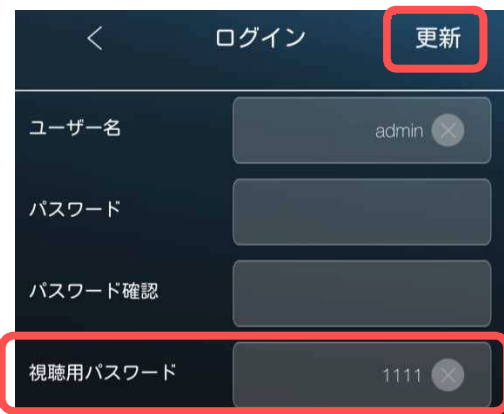 ログイン 更新
ユーザー名 admin
パスワード
パスワード確認
視聴用パスワード 1111